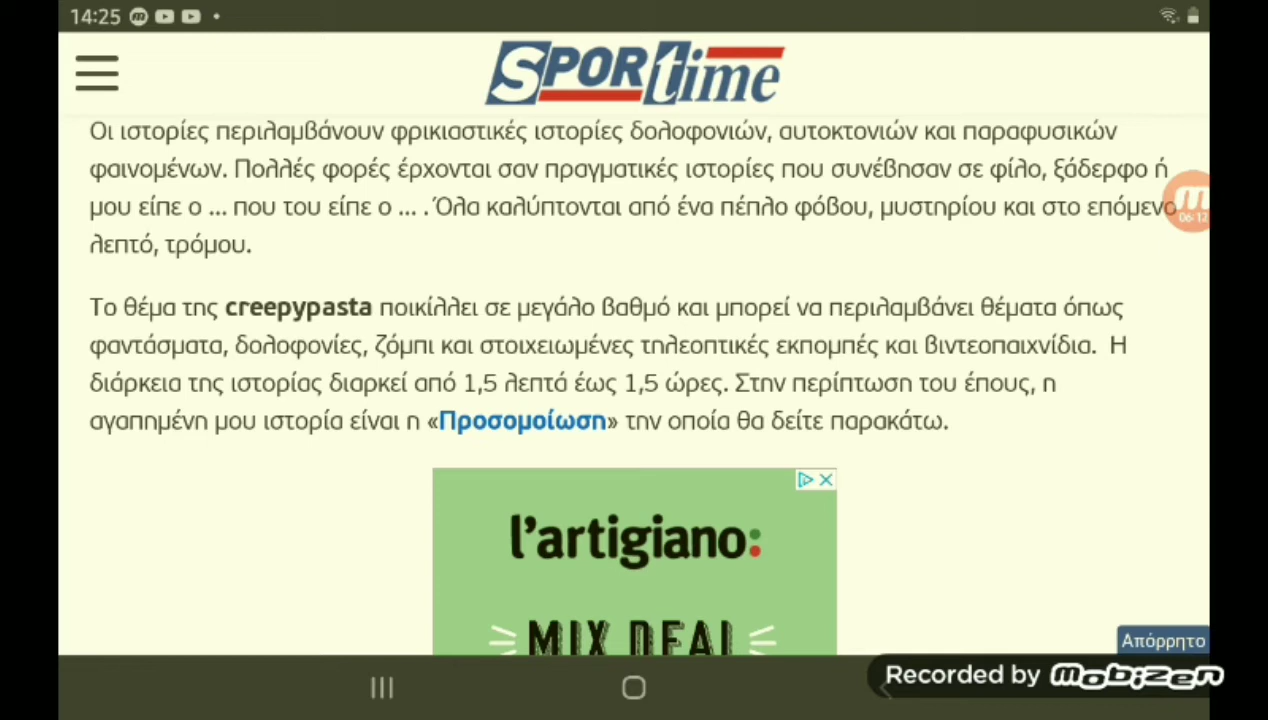 14:25
SPORtime
Οι ιστορίες περιλαμβάνουν φρικιαστικές ιστορίες δολοφονιών, αυτοκτονιών και παραφυσικών
φαινομένων. Πολλές φορές έρχονται σαν πραγματικές ιστορίες που συνέβησαν σε φίλο, ξάδερφο ή
μου είπε ο ... που του είπε ο ... . Όλα καλύπτονται από ένα πέπλο φόβου, μυστηρίου και στο επόμενο
λεπτό, τρόμου.
06:12
Το θέμα της creepypasta ποικίλλει σε μεγάλο βαθμό και μπορεί να περιλαμβάνει θέματα όπως
φαντάσματα, δολοφονίες, ζόμπι και στοιχειωμένες τηλεοπτικές εκπομπές και βιντεοπαιχνίδια. Η
διάρκεια της ιστορίας διαρκεί από 1,5 λεπτά έως 1,5 ώρες. Στην περίπτωση του έπους, η
αγαπημένη μου ιστορία είναι η «Προσομοίωση» την οποία θα δείτε παρακάτω.
l'artigiano:
MIX DEAL
Απόρρητο
Recorded by mobizen